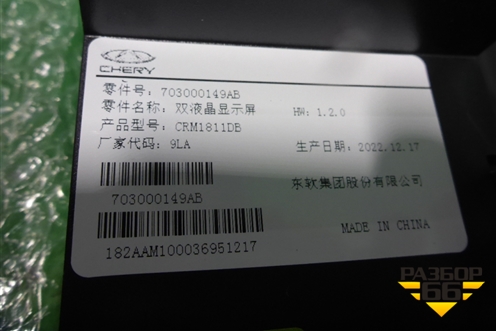 CHERY
零件号: 703000149AB
零件名称: 双液晶显示屏 HW: 1.2.0
产品型号: CRM1811DB
厂家代码: 9LA 生产日期: 2022.12.17
703000149AB 东软集团股份有限公司
182AAM100036951217 MADE IN CHINA
РАЗБОР
66